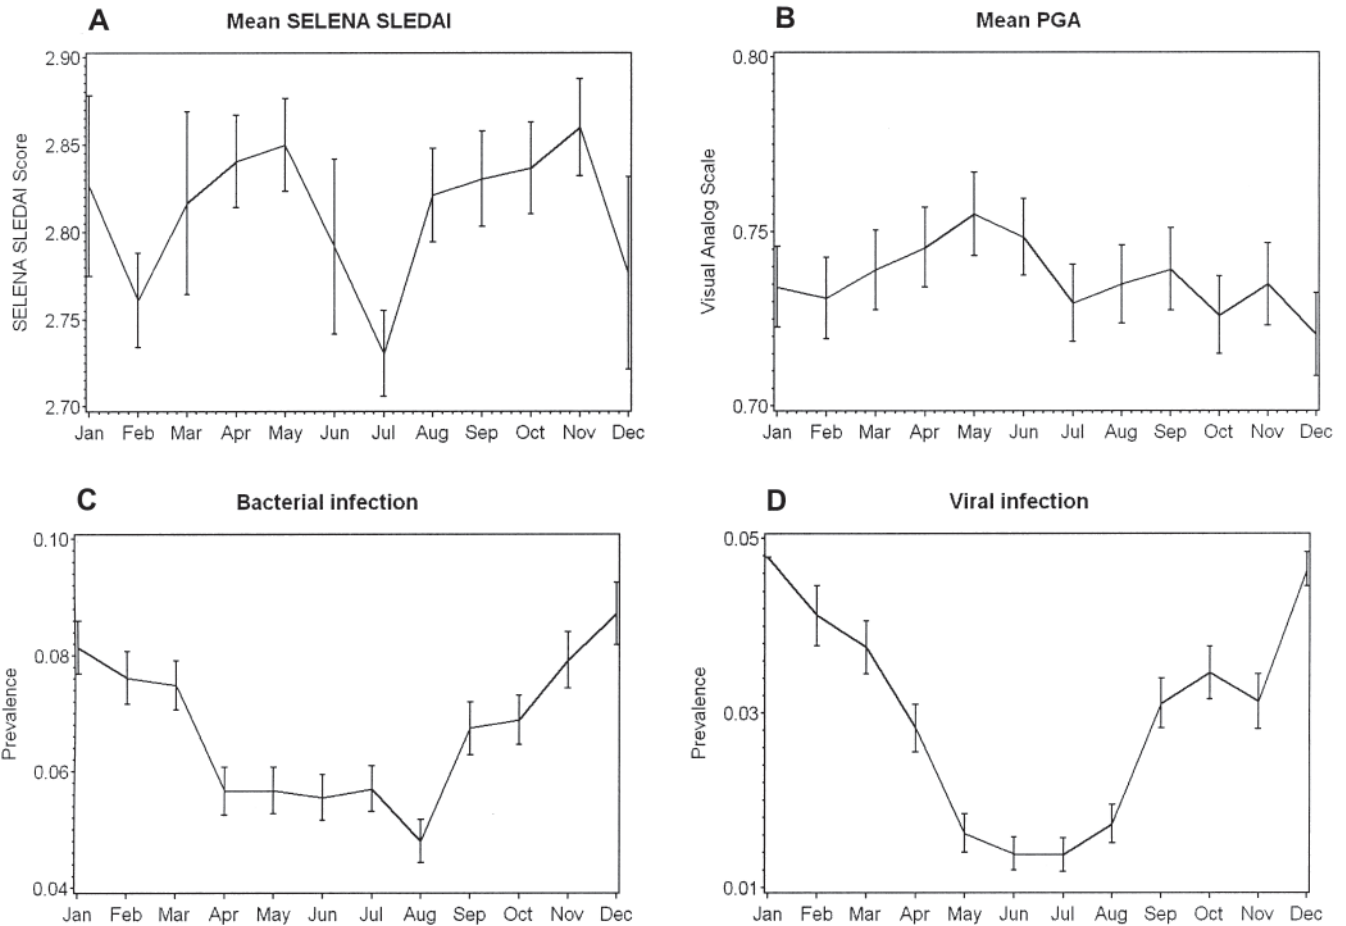 A Mean SELENA SLEDAI
SELENA SLEDAI Score
2.90
2.85
2.80
2.75
2.70
Jan Feb Mar Apr May Jun Jul Aug Sep Oct Nov Dec
B Mean PGA
Visual Analog Scale
0.80
0.75
0.70
Jan Feb Mar Apr May Jun Jul Aug Sep Oct Nov Dec
C Bacterial infection
Prevalence
0.10
0.08
0.06
0.04
Jan Feb Mar Apr May Jun Jul Aug Sep Oct Nov Dec
D Viral infection
Prevalence
0.05
0.03
0.01
Jan Feb Mar Apr May Jun Jul Aug Sep Oct Nov Dec